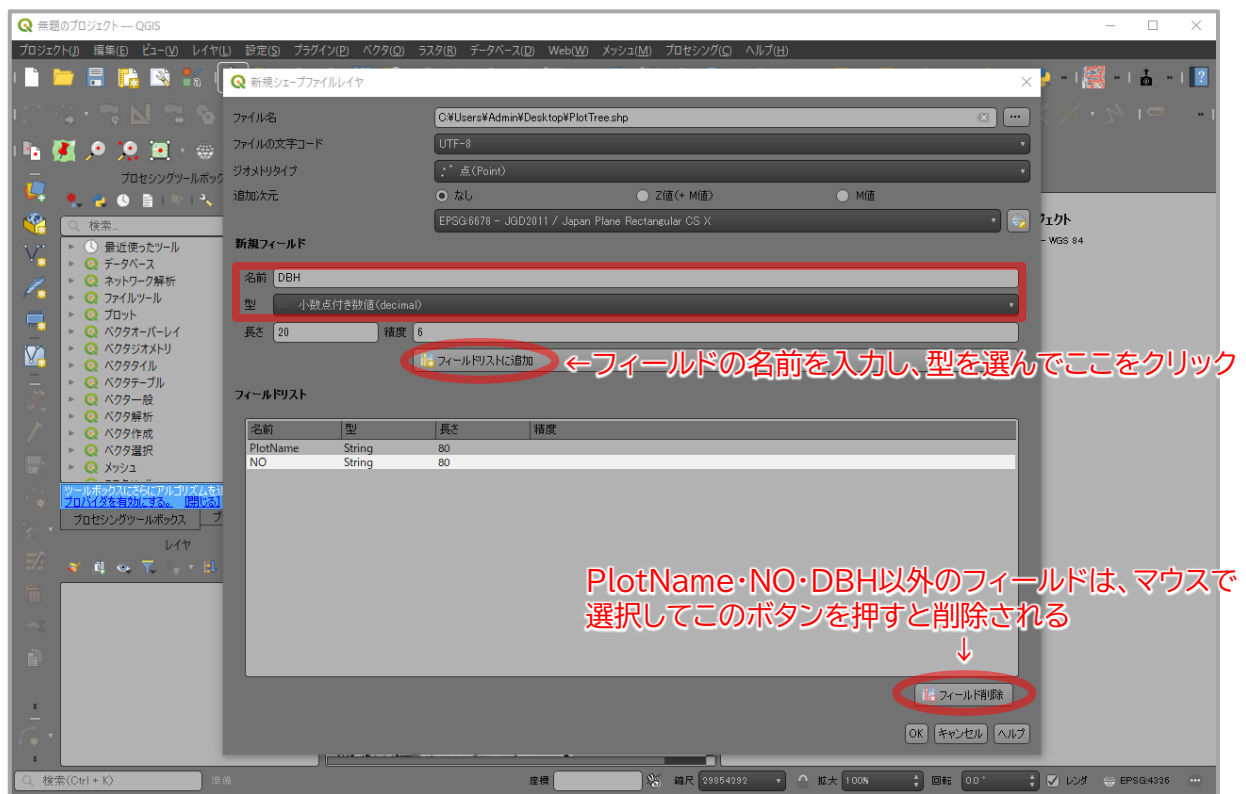 無題のプロジェクト — QGIS
プロジェクト(J) 編集(E) ビュー(V) レイヤ(L) 設定(S) プラグイン(P) ベクタ(O) ラスタ(R) データベース(D) Web(W) メッシュ(M) プロセシング(C) ヘルプ(H)
新規シェープファイルレイヤ
ファイル名 C:¥Users¥Admin¥Desktop¥PlotTree.shp
ファイルの文字コード UTF-8
ジオメトリタイプ 点(Point)
追加次元 なし Z値(+ M値) M値
EPSG:6678 - JGD2011 / Japan Plane Rectangular CS X
新規フィールド
名前 DBH
型 小数点付き数値(decimal)
長さ 20 精度 6
フィールドリストに追加
←フィールドの名前を入力し、型を選んでここをクリック
フィールドリスト
名前 型 長さ 精度
PlotName String 80
NO String 80
PlotName・NO・DBH以外のフィールドは、マウスで
選択してこのボタンを押すと削除される
↓
フィールド削除
OK キャンセル ヘルプ
プロセシングツールボック
検索...
最近使ったツール
データベース
ネットワーク解析
ファイルツール
プロット
ベクタオーバーレイ
ベクタジオメトリ
ベクタタイル
ベクタテーブル
ベクタ一般
ベクタ解析
ベクタ作成
ベクタ選択
メッシュ
ツールボックスにさらにアルゴリズムを追
プロバイダを有効にする。 [閉じる]
プロセシングツールボックス
レイヤ
ジェクト
- WGS 84
検索(Ctrl + K) 準備 座標 縮尺 29854292 拡大 100% 回転 0.0° レンダ EPSG:4326